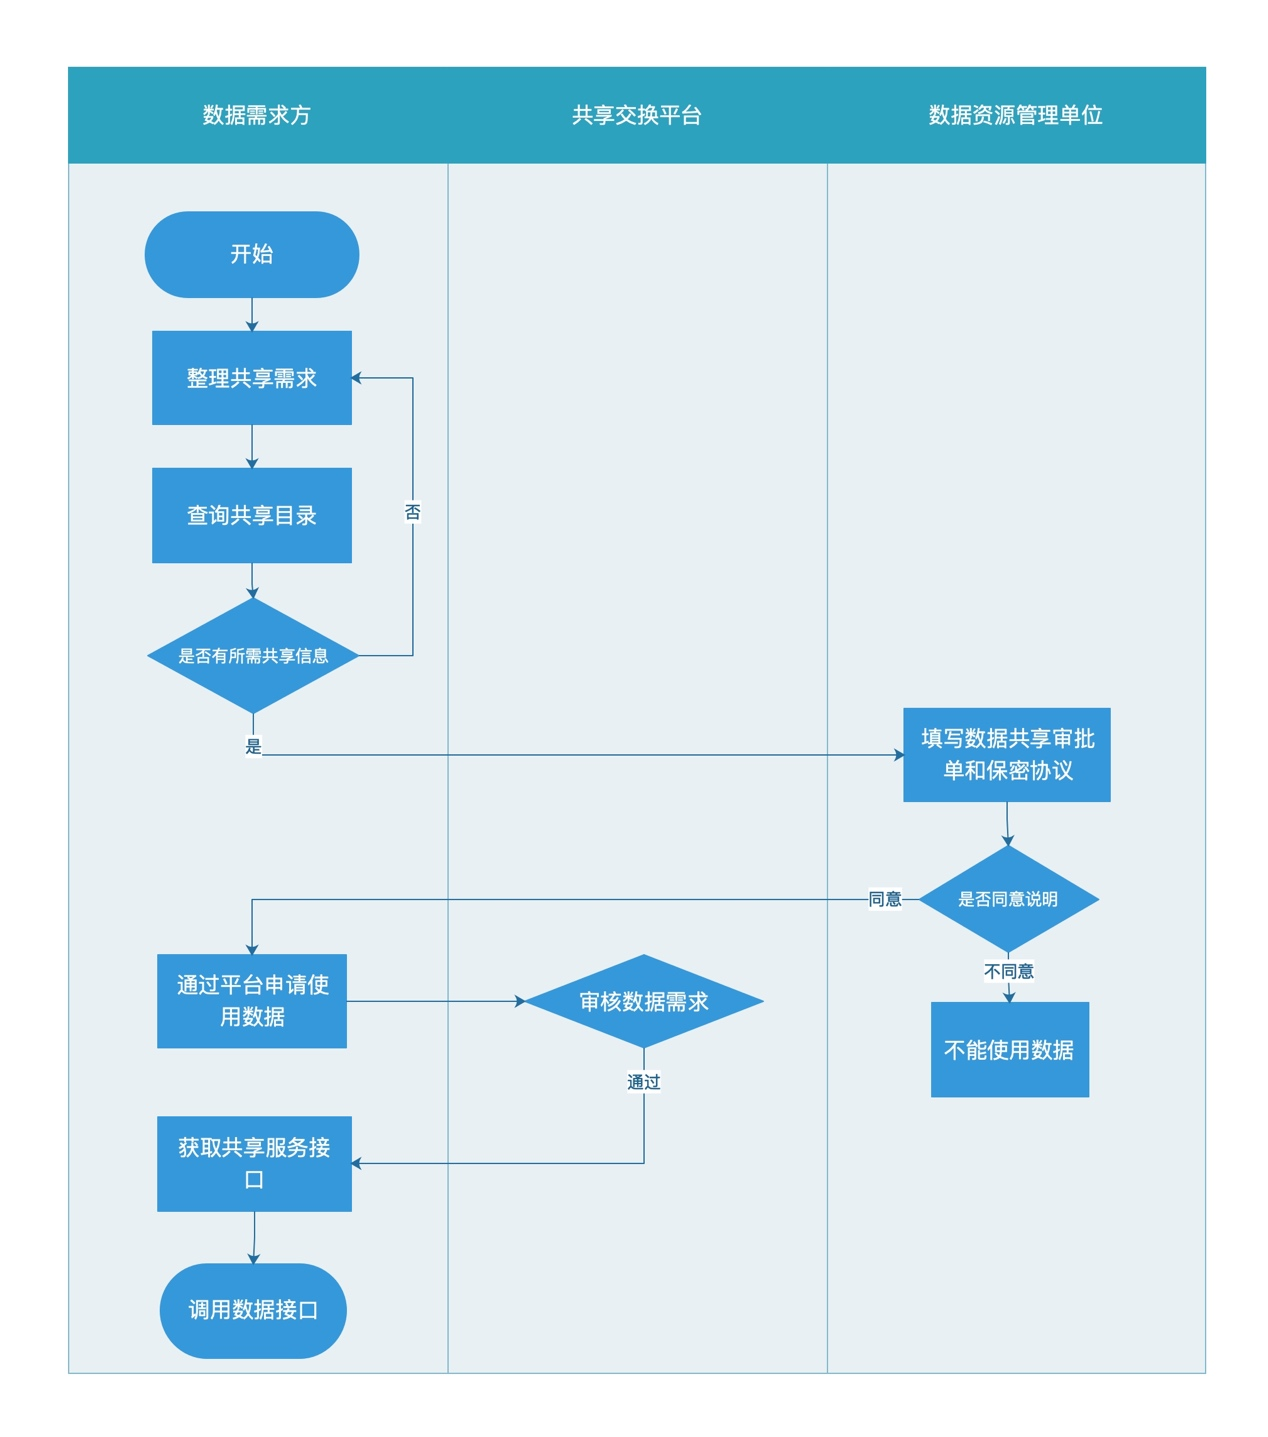 数据需求方
共享交换平台
数据资源管理单位
开始
整理共享需求
否
查询共享目录
是否有所需共享信息
是
填写数据共享审批
单和保密协议
同意
是否同意说明
不同意
通过平台申请使
用数据
审核数据需求
不能使用数据
通过
获取共享服务接
口
调用数据接口